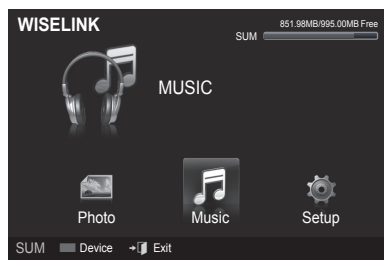 WISELINK
851.98MB/995.00MB Free
SUM
MUSIC
Photo Music Setup
SUM Device Exit